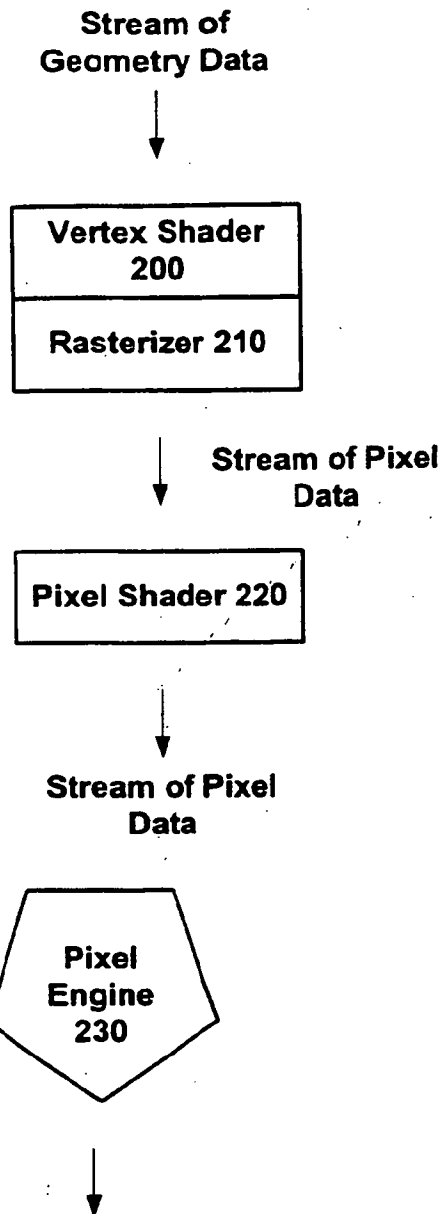 Stream of
Geometry Data
Vertex Shader
200
Rasterizer 210
Stream of Pixel
Data
Pixel Shader 220
Stream of Pixel
Data
Pixel
Engine
230